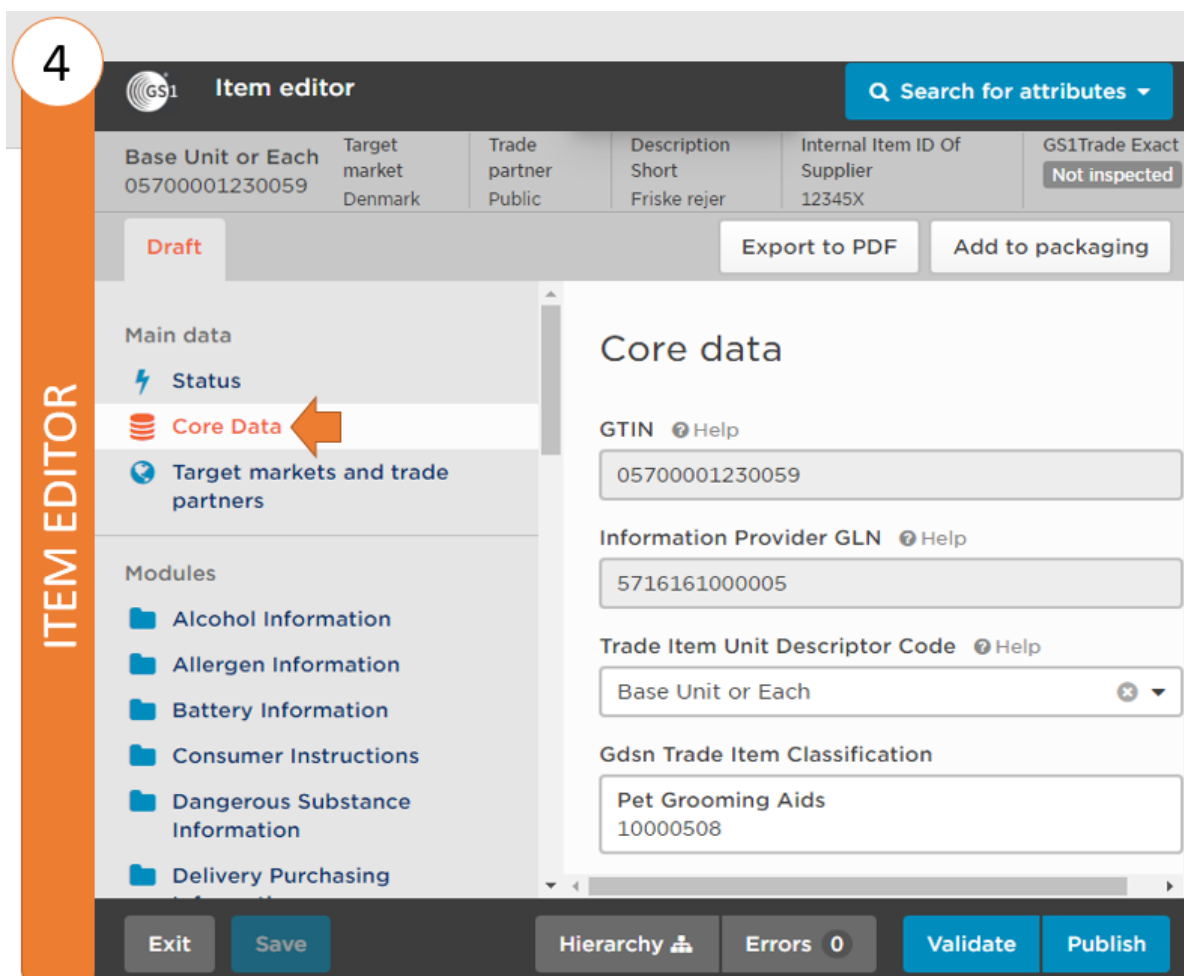 4
ITEM EDITOR
GS1
Item editor
Search for attributes
Base Unit or Each
05700001230059
Target
market
Denmark
Trade
partner
Public
Description
Short
Friske rejer
Internal Item ID Of
Supplier
12345X
GS1Trade Exact
Not inspected
Draft
Export to PDF
Add to packaging
Main data
Status
Core Data
Target markets and trade
partners
Modules
Alcohol Information
Allergen Information
Battery Information
Consumer Instructions
Dangerous Substance
Information
Delivery Purchasing
Core data
GTIN Help
05700001230059
Information Provider GLN Help
5716161000005
Trade Item Unit Descriptor Code Help
Base Unit or Each
Gdsn Trade Item Classification
Pet Grooming Aids
10000508
Exit
Save
Hierarchy
Errors 0
Validate
Publish